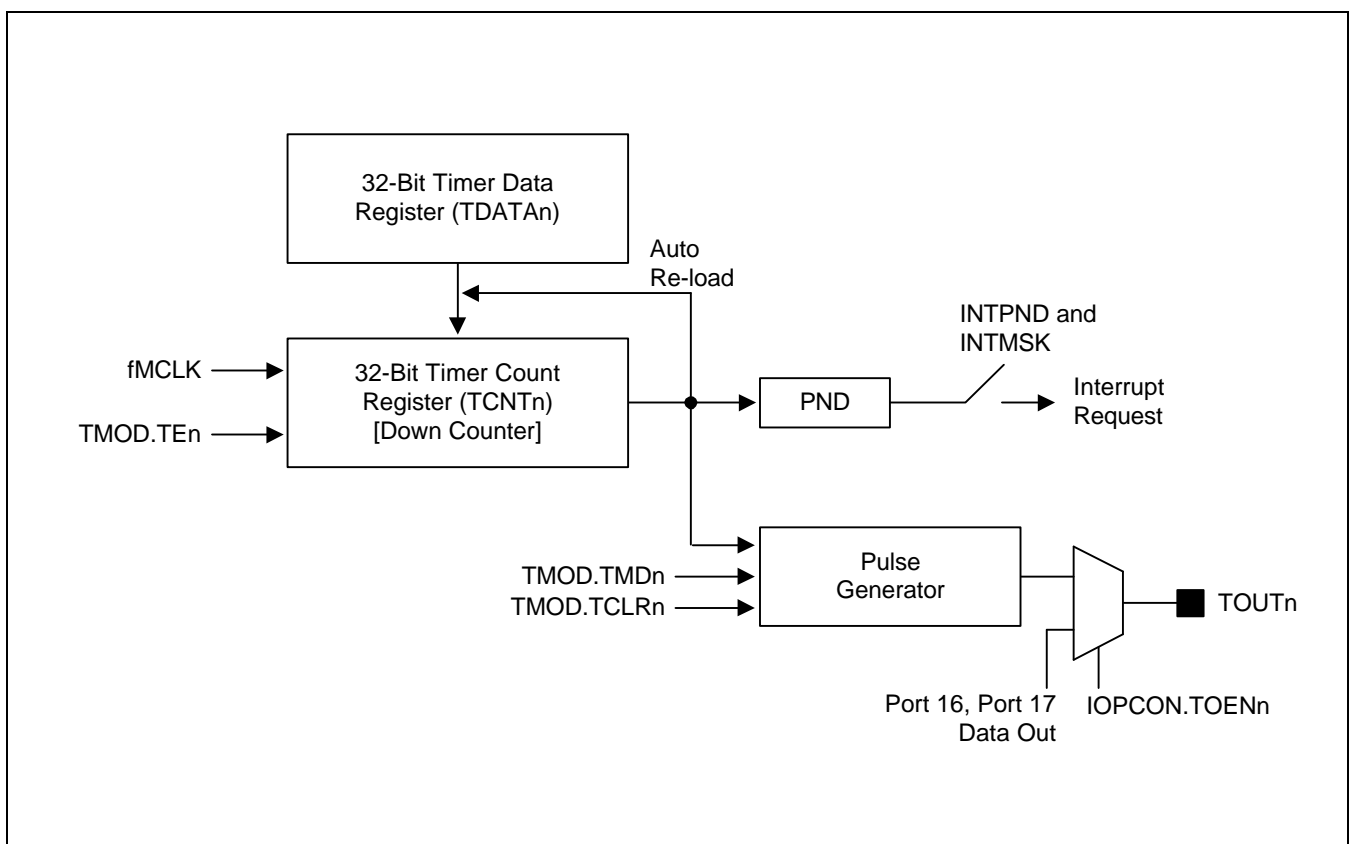 32-Bit Timer Data
Register (TDATAn)
Auto
Re-load
INTPND and
INTMSK
fMCLK
32-Bit Timer Count
Register (TCNTn)
[Down Counter]
TMOD.TEn
PND
Interrupt
Request
Pulse
Generator
TMOD.TMDn
TMOD.TCLRn
TOUTn
Port 16, Port 17
Data Out
IOPCON.TOENn